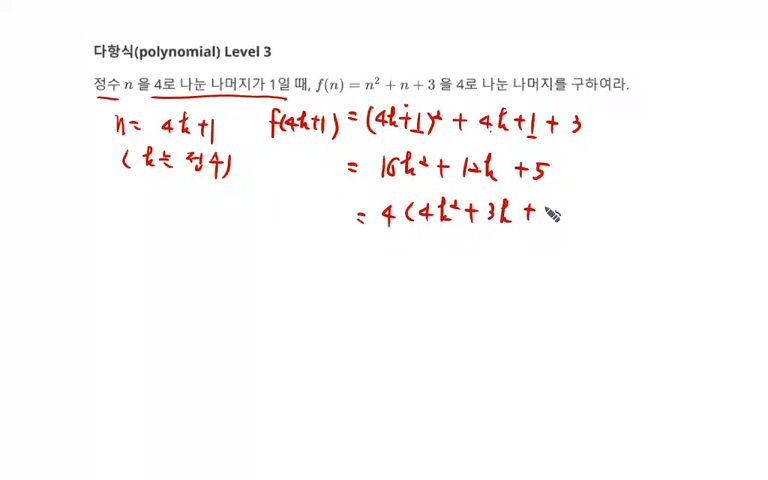 다항식(polynomial) Level 3
정수 n 을 4로 나눈 나머지가 1일 때, f(n) = n² + n + 3 을 4로 나눈 나머지를 구하여라.
n = 4k+1 f(4k+1) = (4k+1)² + 4k+1 + 3
(k는 정수) = 16k² + 12k + 5
= 4(4k² + 3k +